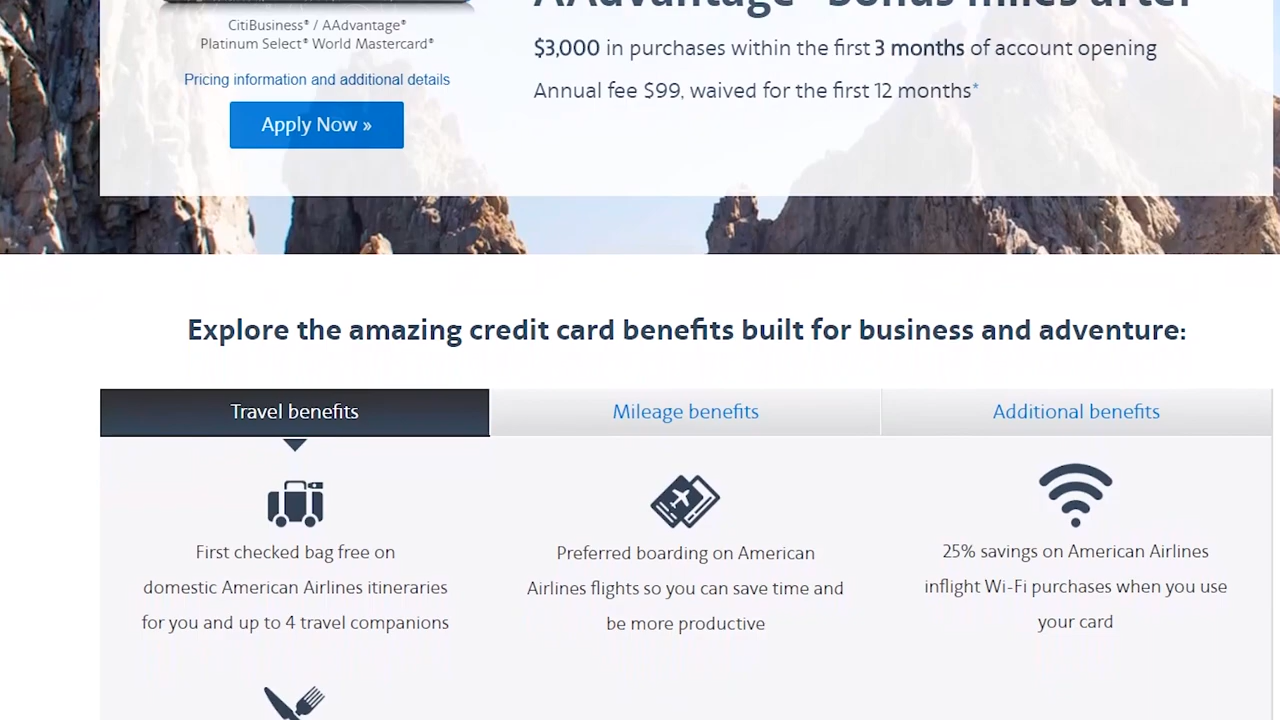 AAdvantage® bonus miles after
CitiBusiness® / AAdvantage®
Platinum Select® World Mastercard®
$3,000 in purchases within the first 3 months of account opening
Pricing information and additional details
Annual fee $99, waived for the first 12 months*
Apply Now »
Explore the amazing credit card benefits built for business and adventure:
Travel benefits
Mileage benefits
Additional benefits
First checked bag free on
domestic American Airlines itineraries
for you and up to 4 travel companions
Preferred boarding on American
Airlines flights so you can save time and
be more productive
25% savings on American Airlines
inflight Wi-Fi purchases when you use
your card